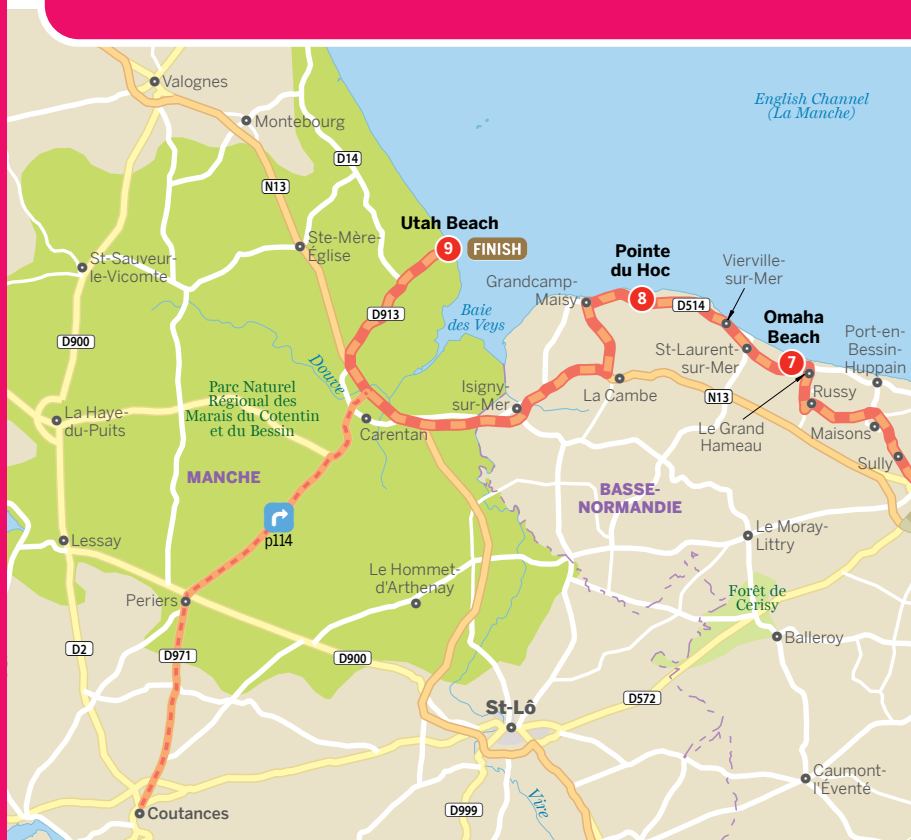 English Channel
(La Manche)
Valognes
Montebourg
D14
N13
Utah Beach
9
FINISH
Ste-Mère-
Église
St-Sauveur-
le-Vicomte
Pointe
du Hoc
8
Grandcamp-
Maisy
Vierville-
sur-Mer
D514
Omaha
Beach
7
Port-en-
Bessin-
Huppain
D913
Baie
des Veys
D900
Douve
St-Laurent-
sur-Mer
Isigny-
sur-Mer
La Cambe
N13
Russy
Le Grand
Hameau
Maisons
Sully
Parc Naturel
Régional des
Marais du Cotentin
et du Bessin
La Haye-
du-Puits
Carentan
MANCHE
BASSE-
NORMANDIE
p114
Lessay
Le Moray-
Littry
Le Hommet-
d'Arthenay
Forêt de
Cerisy
Periers
Balleroy
D2
D971
D900
D572
St-Lô
Caumont-
l'Éventé
Vire
D999
Coutances